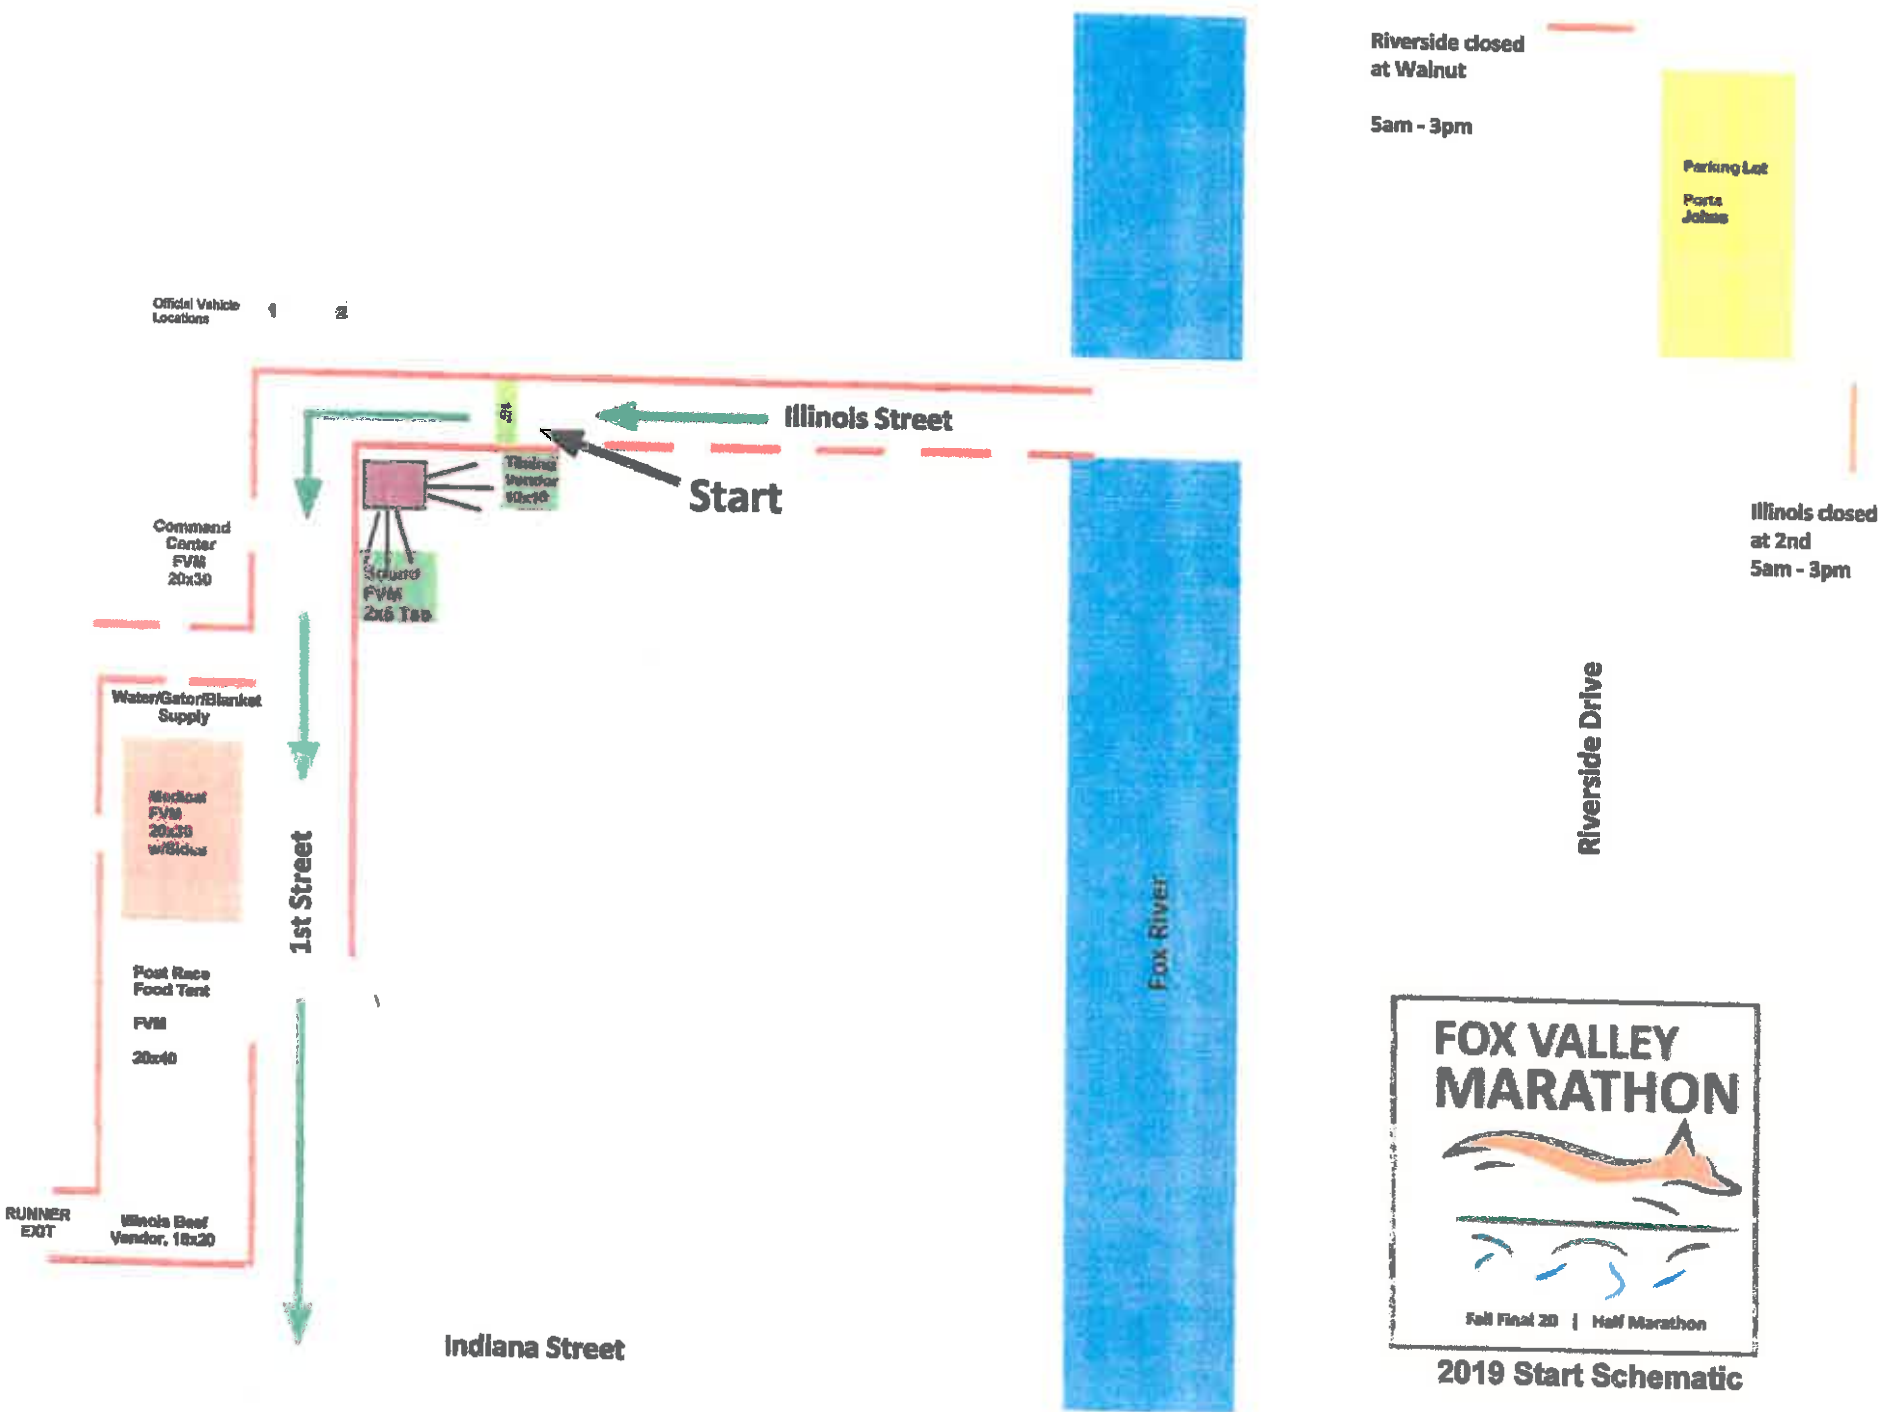 Riverside closed
at Walnut
5am - 3pm
Parking Lot
Porta
Johns
Official Vehicle
Locations
1
2
Illinois Street
Start
Timing
Vendor
10x10
Sound
FVM
Command
Center
FVM
20x30
Illinois closed
at 2nd
5am - 3pm
Water/Gator/Blanket
Supply
Medical
FVM
20x30
w/Sides
1st Street
Riverside Drive
Fox River
Post Race
Food Tent
FVM
20x40
RUNNER
EXIT
Illinois Beef
Vendor, 10x20
Indiana Street
FOX VALLEY
MARATHON
Fall Final 20 | Half Marathon
2019 Start Schematic